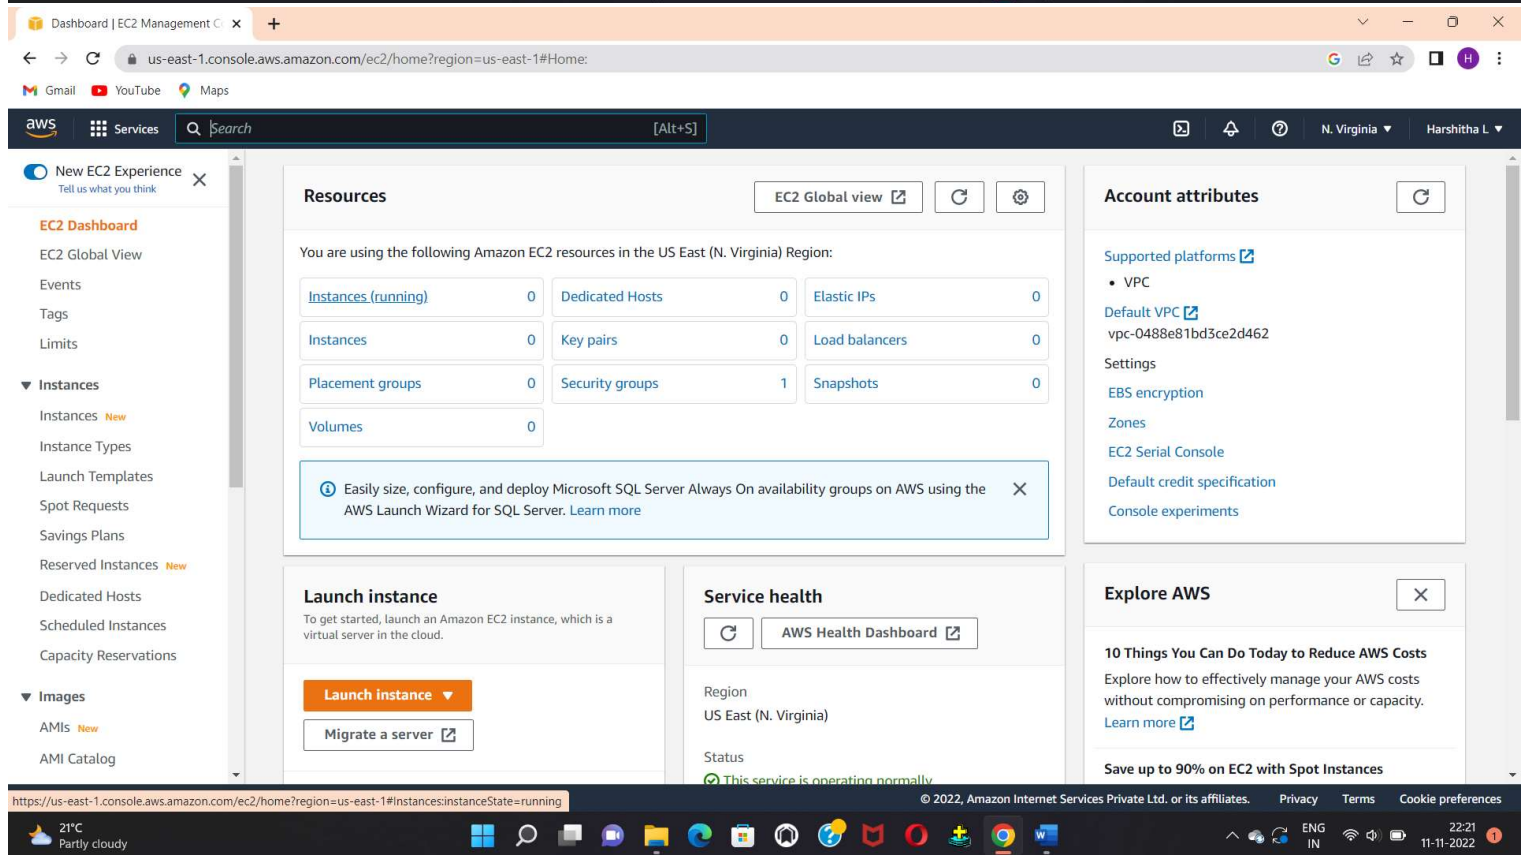 Dashboard | EC2 Management C
us-east-1.console.aws.amazon.com/ec2/home?region=us-east-1#Home:
G
H
Gmail YouTube Maps
aws Services Search [Alt+S] N. Virginia Harshitha L
New EC2 Experience
Tell us what you think
EC2 Dashboard
EC2 Global View
Events
Tags
Limits
Instances
Instances New
Instance Types
Launch Templates
Spot Requests
Savings Plans
Reserved Instances New
Dedicated Hosts
Scheduled Instances
Capacity Reservations
Images
AMIs New
AMI Catalog
Resources
EC2 Global view
You are using the following Amazon EC2 resources in the US East (N. Virginia) Region:
Instances (running) 0 Dedicated Hosts 0 Elastic IPs 0
Instances 0 Key pairs 0 Load balancers 0
Placement groups 0 Security groups 1 Snapshots 0
Volumes 0
Easily size, configure, and deploy Microsoft SQL Server Always On availability groups on AWS using the
AWS Launch Wizard for SQL Server. Learn more
Launch instance
To get started, launch an Amazon EC2 instance, which is a
virtual server in the cloud.
Launch instance
Migrate a server
Service health
AWS Health Dashboard
Region
US East (N. Virginia)
Status
This service is operating normally
Account attributes
Supported platforms
• VPC
Default VPC
vpc-0488e81bd3ce2d462
Settings
EBS encryption
Zones
EC2 Serial Console
Default credit specification
Console experiments
Explore AWS
10 Things You Can Do Today to Reduce AWS Costs
Explore how to effectively manage your AWS costs
without compromising on performance or capacity.
Learn more
Save up to 90% on EC2 with Spot Instances
https://us-east-1.console.aws.amazon.com/ec2/home?region=us-east-1#Instances:instanceState=running
© 2022, Amazon Internet Services Private Ltd. or its affiliates. Privacy Terms Cookie preferences
21°C
Partly cloudy
ENG
IN
22:21
11-11-2022
1